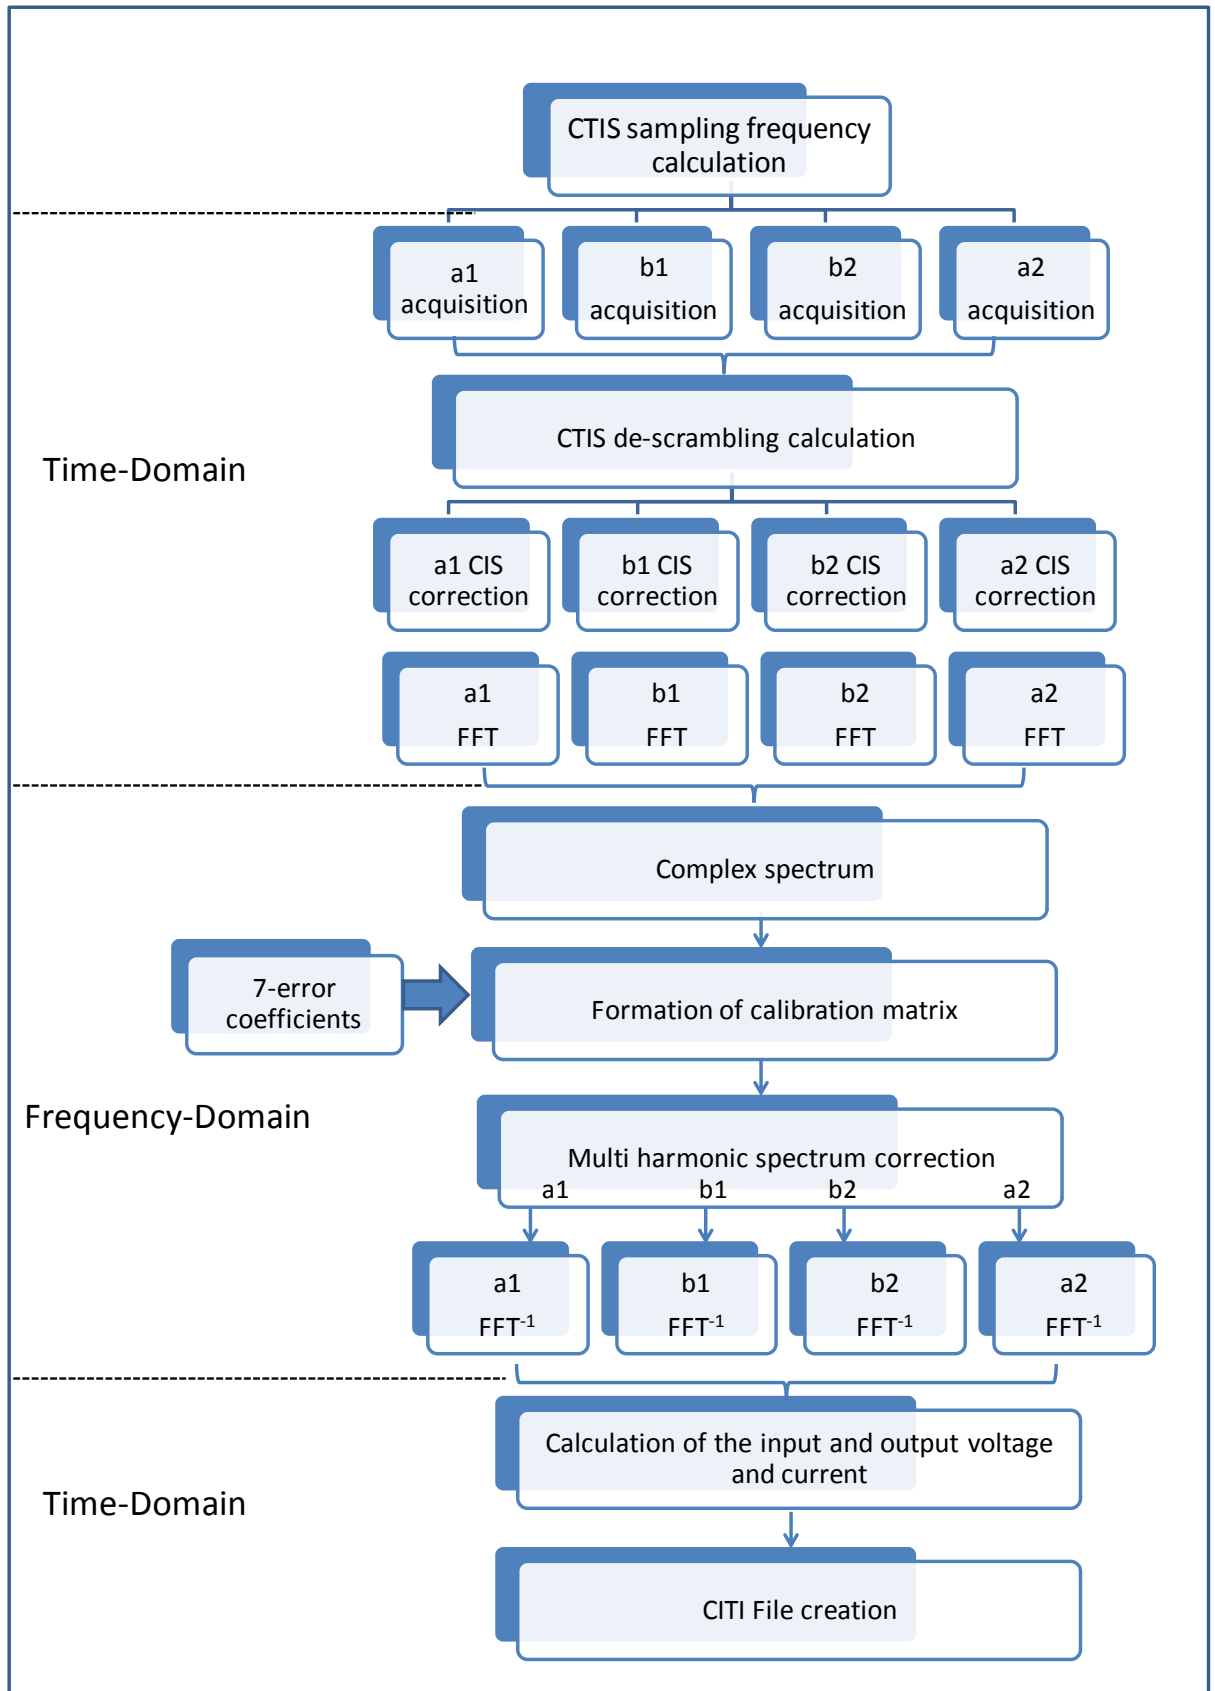 CTIS sampling frequency
calculation
a1
acquisition
b1
acquisition
b2
acquisition
a2
acquisition
CTIS de-scrambling calculation
Time-Domain
a1 CIS
correction
b1 CIS
correction
b2 CIS
correction
a2 CIS
correction
a1
FFT
b1
FFT
b2
FFT
a2
FFT
Complex spectrum
7-error
coefficients
Formation of calibration matrix
Frequency-Domain
Multi harmonic spectrum correction
a1 b1 b2 a2
a1
FFT⁻¹
b1
FFT⁻¹
b2
FFT⁻¹
a2
FFT⁻¹
Calculation of the input and output voltage
and current
Time-Domain
CITI File creation